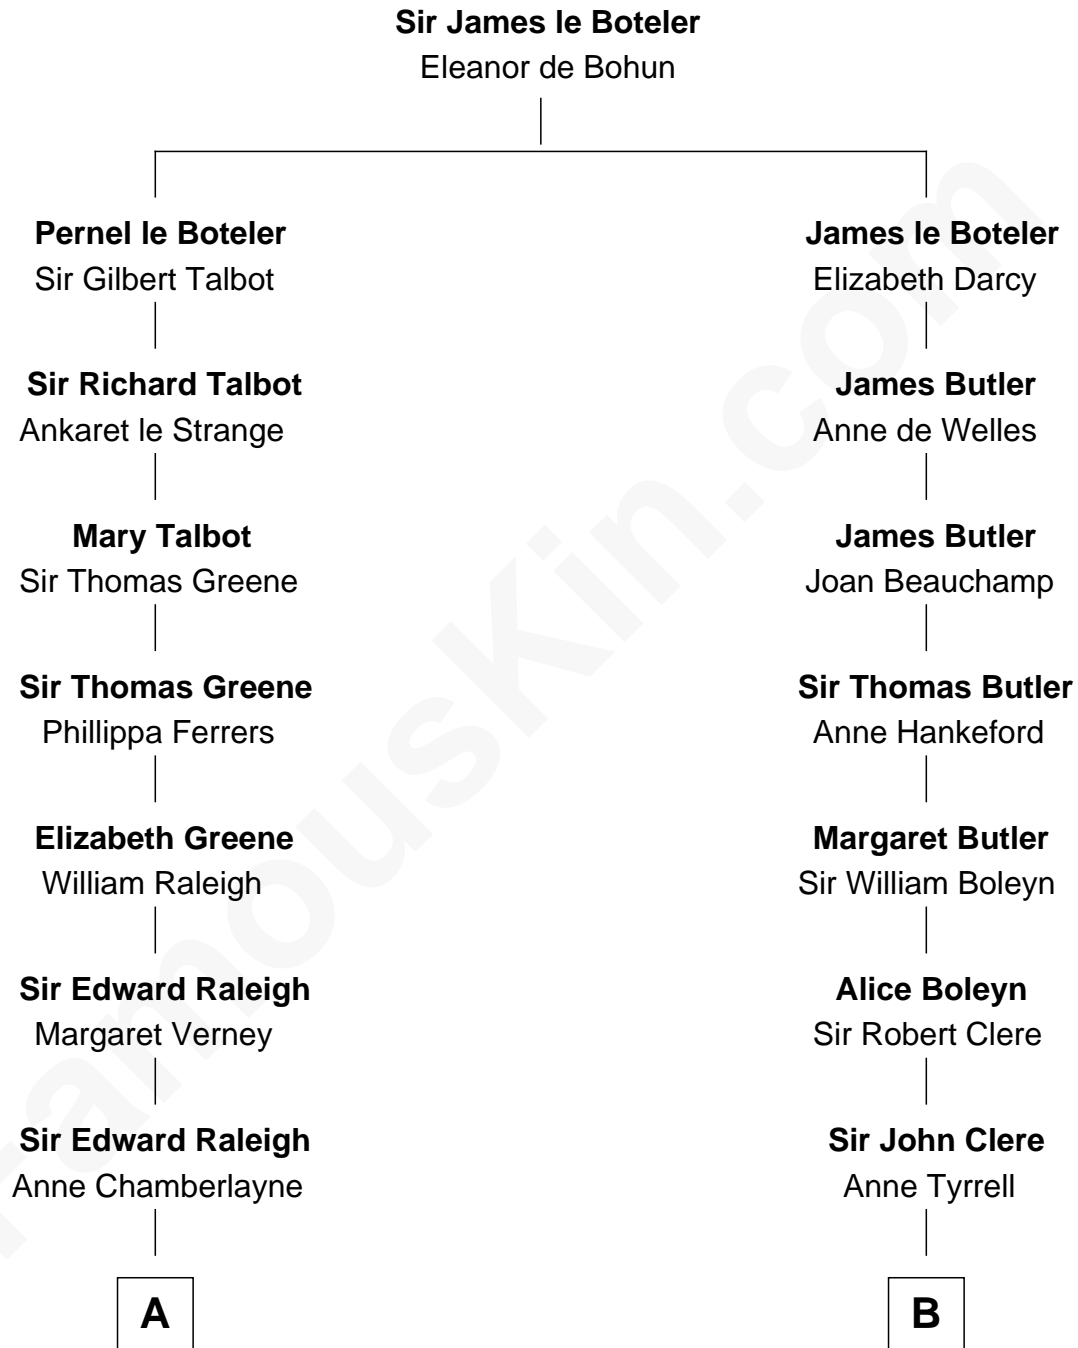 Sir James le Boteler
Eleanor de Bohun
Pernel le Boteler
Sir Gilbert Talbot
James le Boteler
Elizabeth Darcy
Sir Richard Talbot
Ankaret le Strange
James Butler
Anne de Welles
Mary Talbot
Sir Thomas Greene
James Butler
Joan Beauchamp
Sir Thomas Greene
Phillippa Ferrers
Sir Thomas Butler
Anne Hankeford
Elizabeth Greene
William Raleigh
Margaret Butler
Sir William Boleyn
Sir Edward Raleigh
Margaret Verney
Alice Boleyn
Sir Robert Clere
Sir Edward Raleigh
Anne Chamberlayne
Sir John Clere
Anne Tyrrell
A
B
FamousKin.com